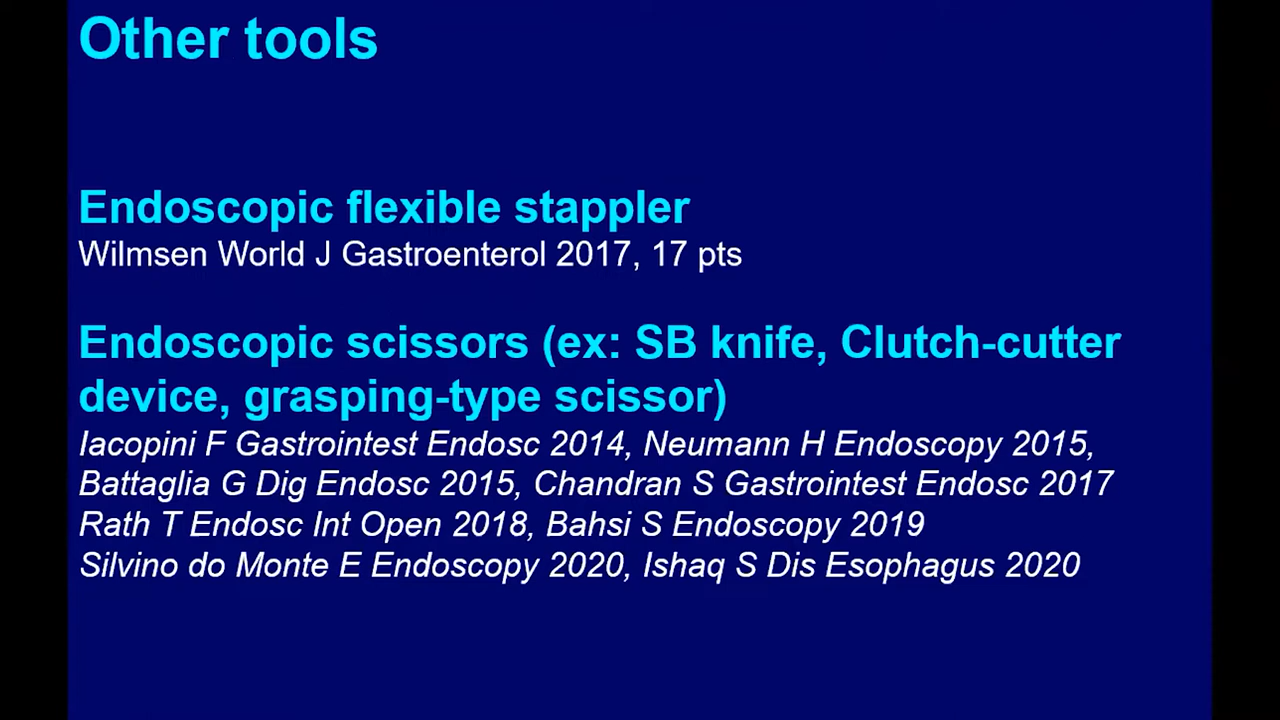 Other tools
Endoscopic flexible stappler
Wilmsen World J Gastroenterol 2017, 17 pts
Endoscopic scissors (ex: SB knife, Clutch-cutter
device, grasping-type scissor)
Iacopini F Gastrointest Endosc 2014, Neumann H Endoscopy 2015,
Battaglia G Dig Endosc 2015, Chandran S Gastrointest Endosc 2017
Rath T Endosc Int Open 2018, Bahsi S Endoscopy 2019
Silvino do Monte E Endoscopy 2020, Ishaq S Dis Esophagus 2020